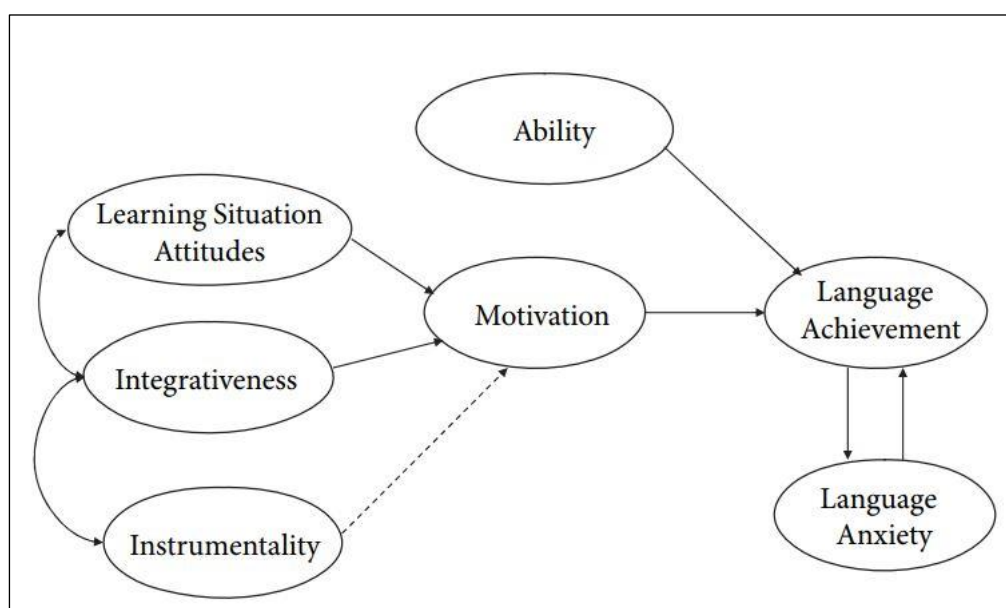 Ability
Learning Situation
Attitudes
Motivation
Language
Achievement
Integrativeness
Instrumentality
Language
Anxiety